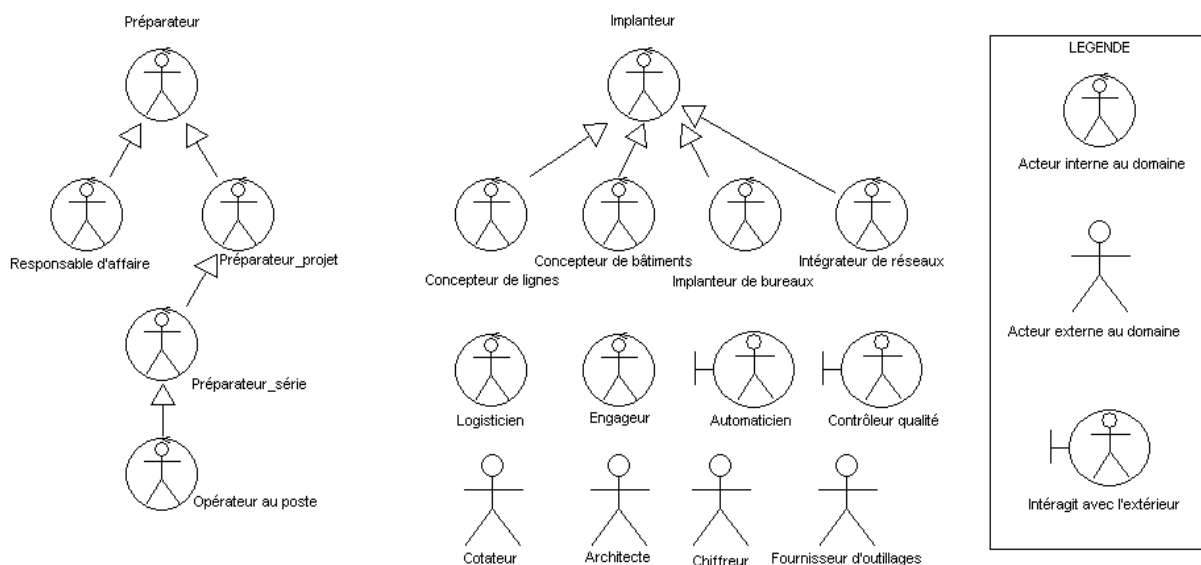 Préparateur
Implanteur
LEGENDE
Acteur interne au domaine
Responsable d'affaire
Préparateur_projet
Concepteur de lignes
Concepteur de bâtiments
Implanteur de bureaux
Intégrateur de réseaux
Acteur externe au domaine
Préparateur_série
Logisticien
Engageur
Automaticien
Contrôleur qualité
Opérateur au poste
Intéragit avec l'extérieur
Cotateur
Architecte
Chiffreur
Fournisseur d'outillages